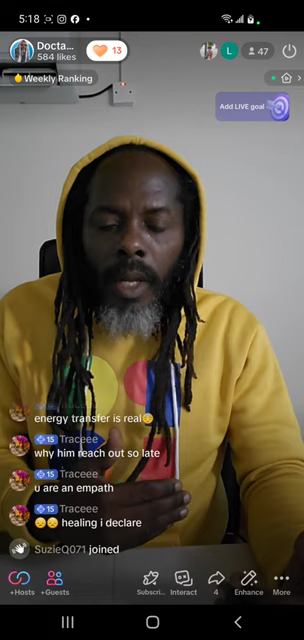 5:18
Docta...
584 likes
13
L
47
Weekly Ranking
Add LIVE goal
Traceee
energy transfer is real😔
15 Traceee
why him reach out so late
15 Traceee
u are an empath
15 Traceee
😔😔 healing i declare
SuzieQ071 joined
+Hosts
+Guests
Subscri...
Interact
4
Enhance
More